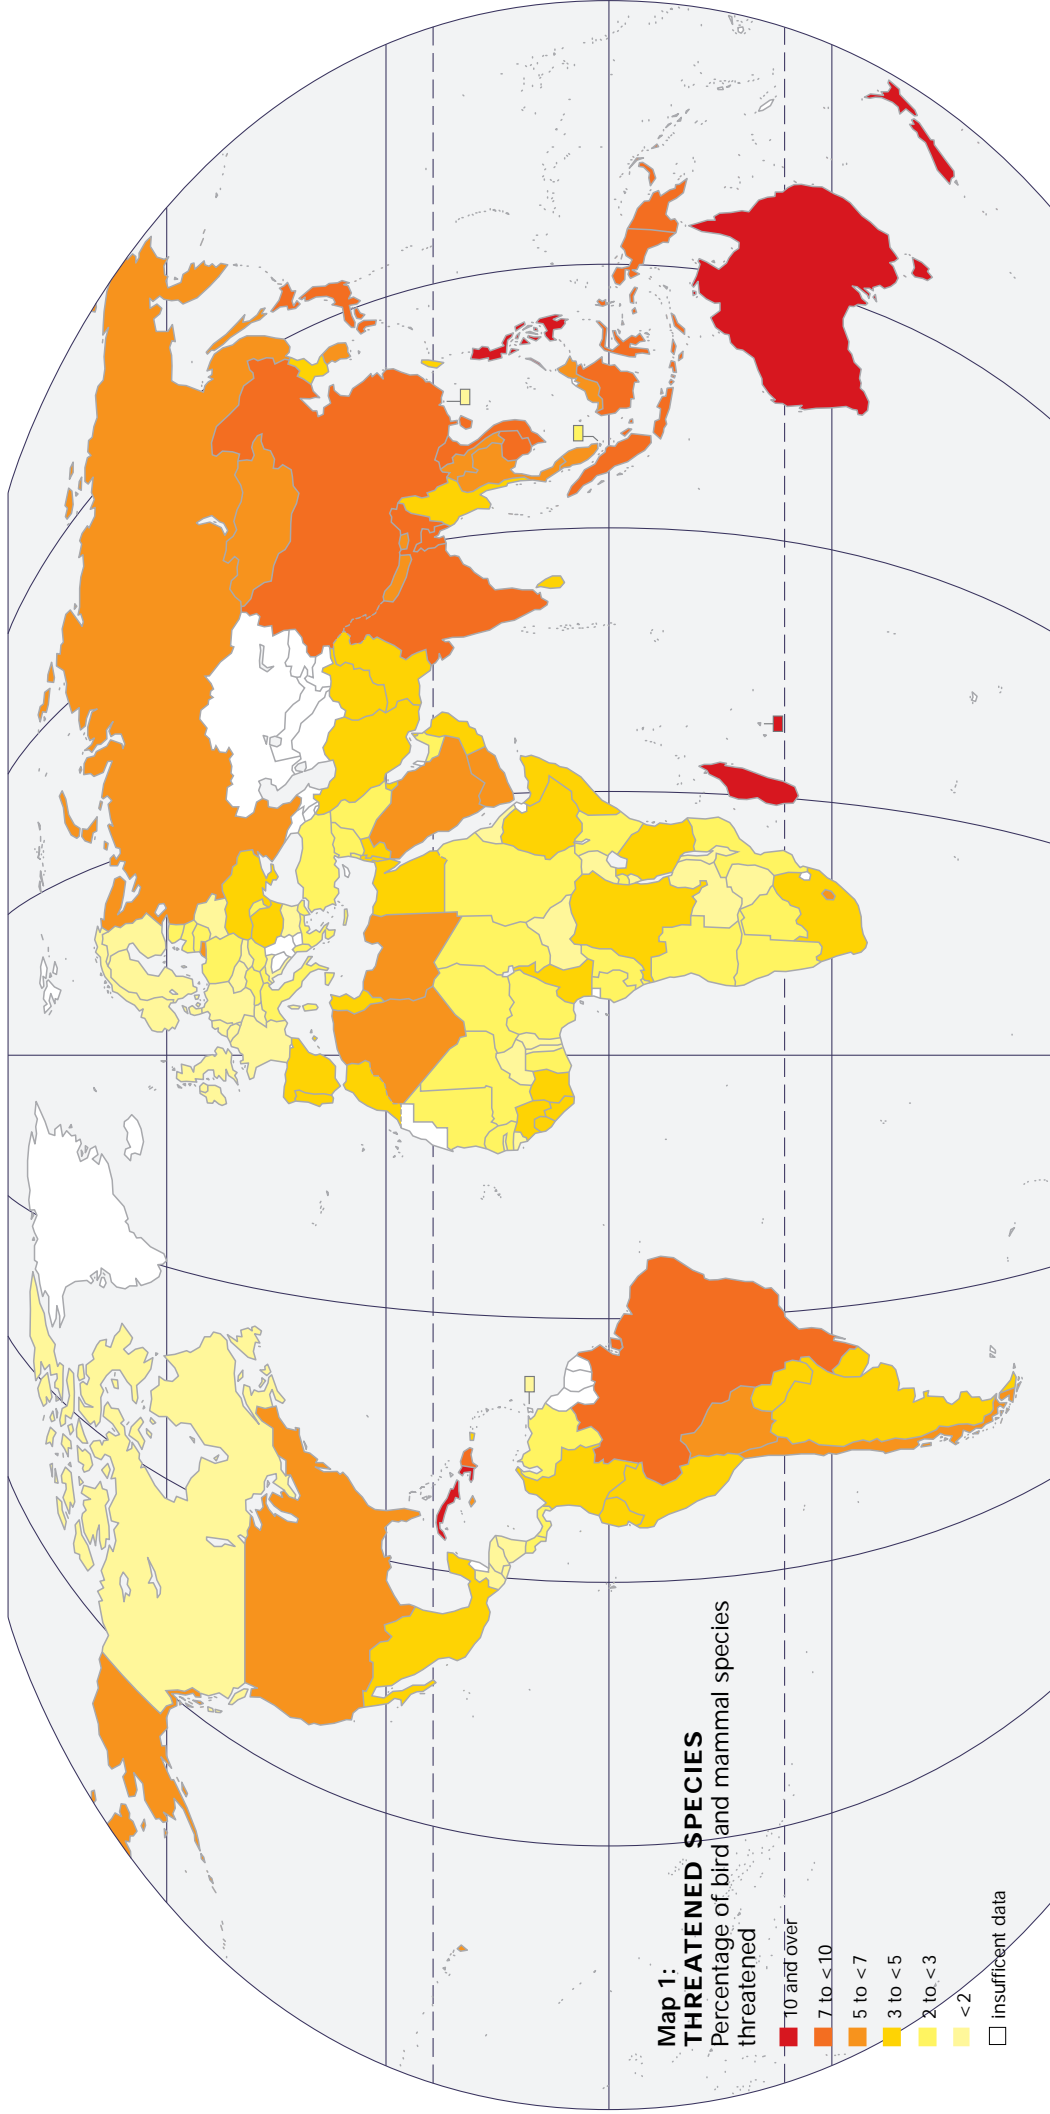 Map 1:
THREATENED SPECIES
Percentage of bird and mammal species
threatened
10 and over
7 to <10
5 to <7
3 to <5
2 to <3
<2
insufficent data